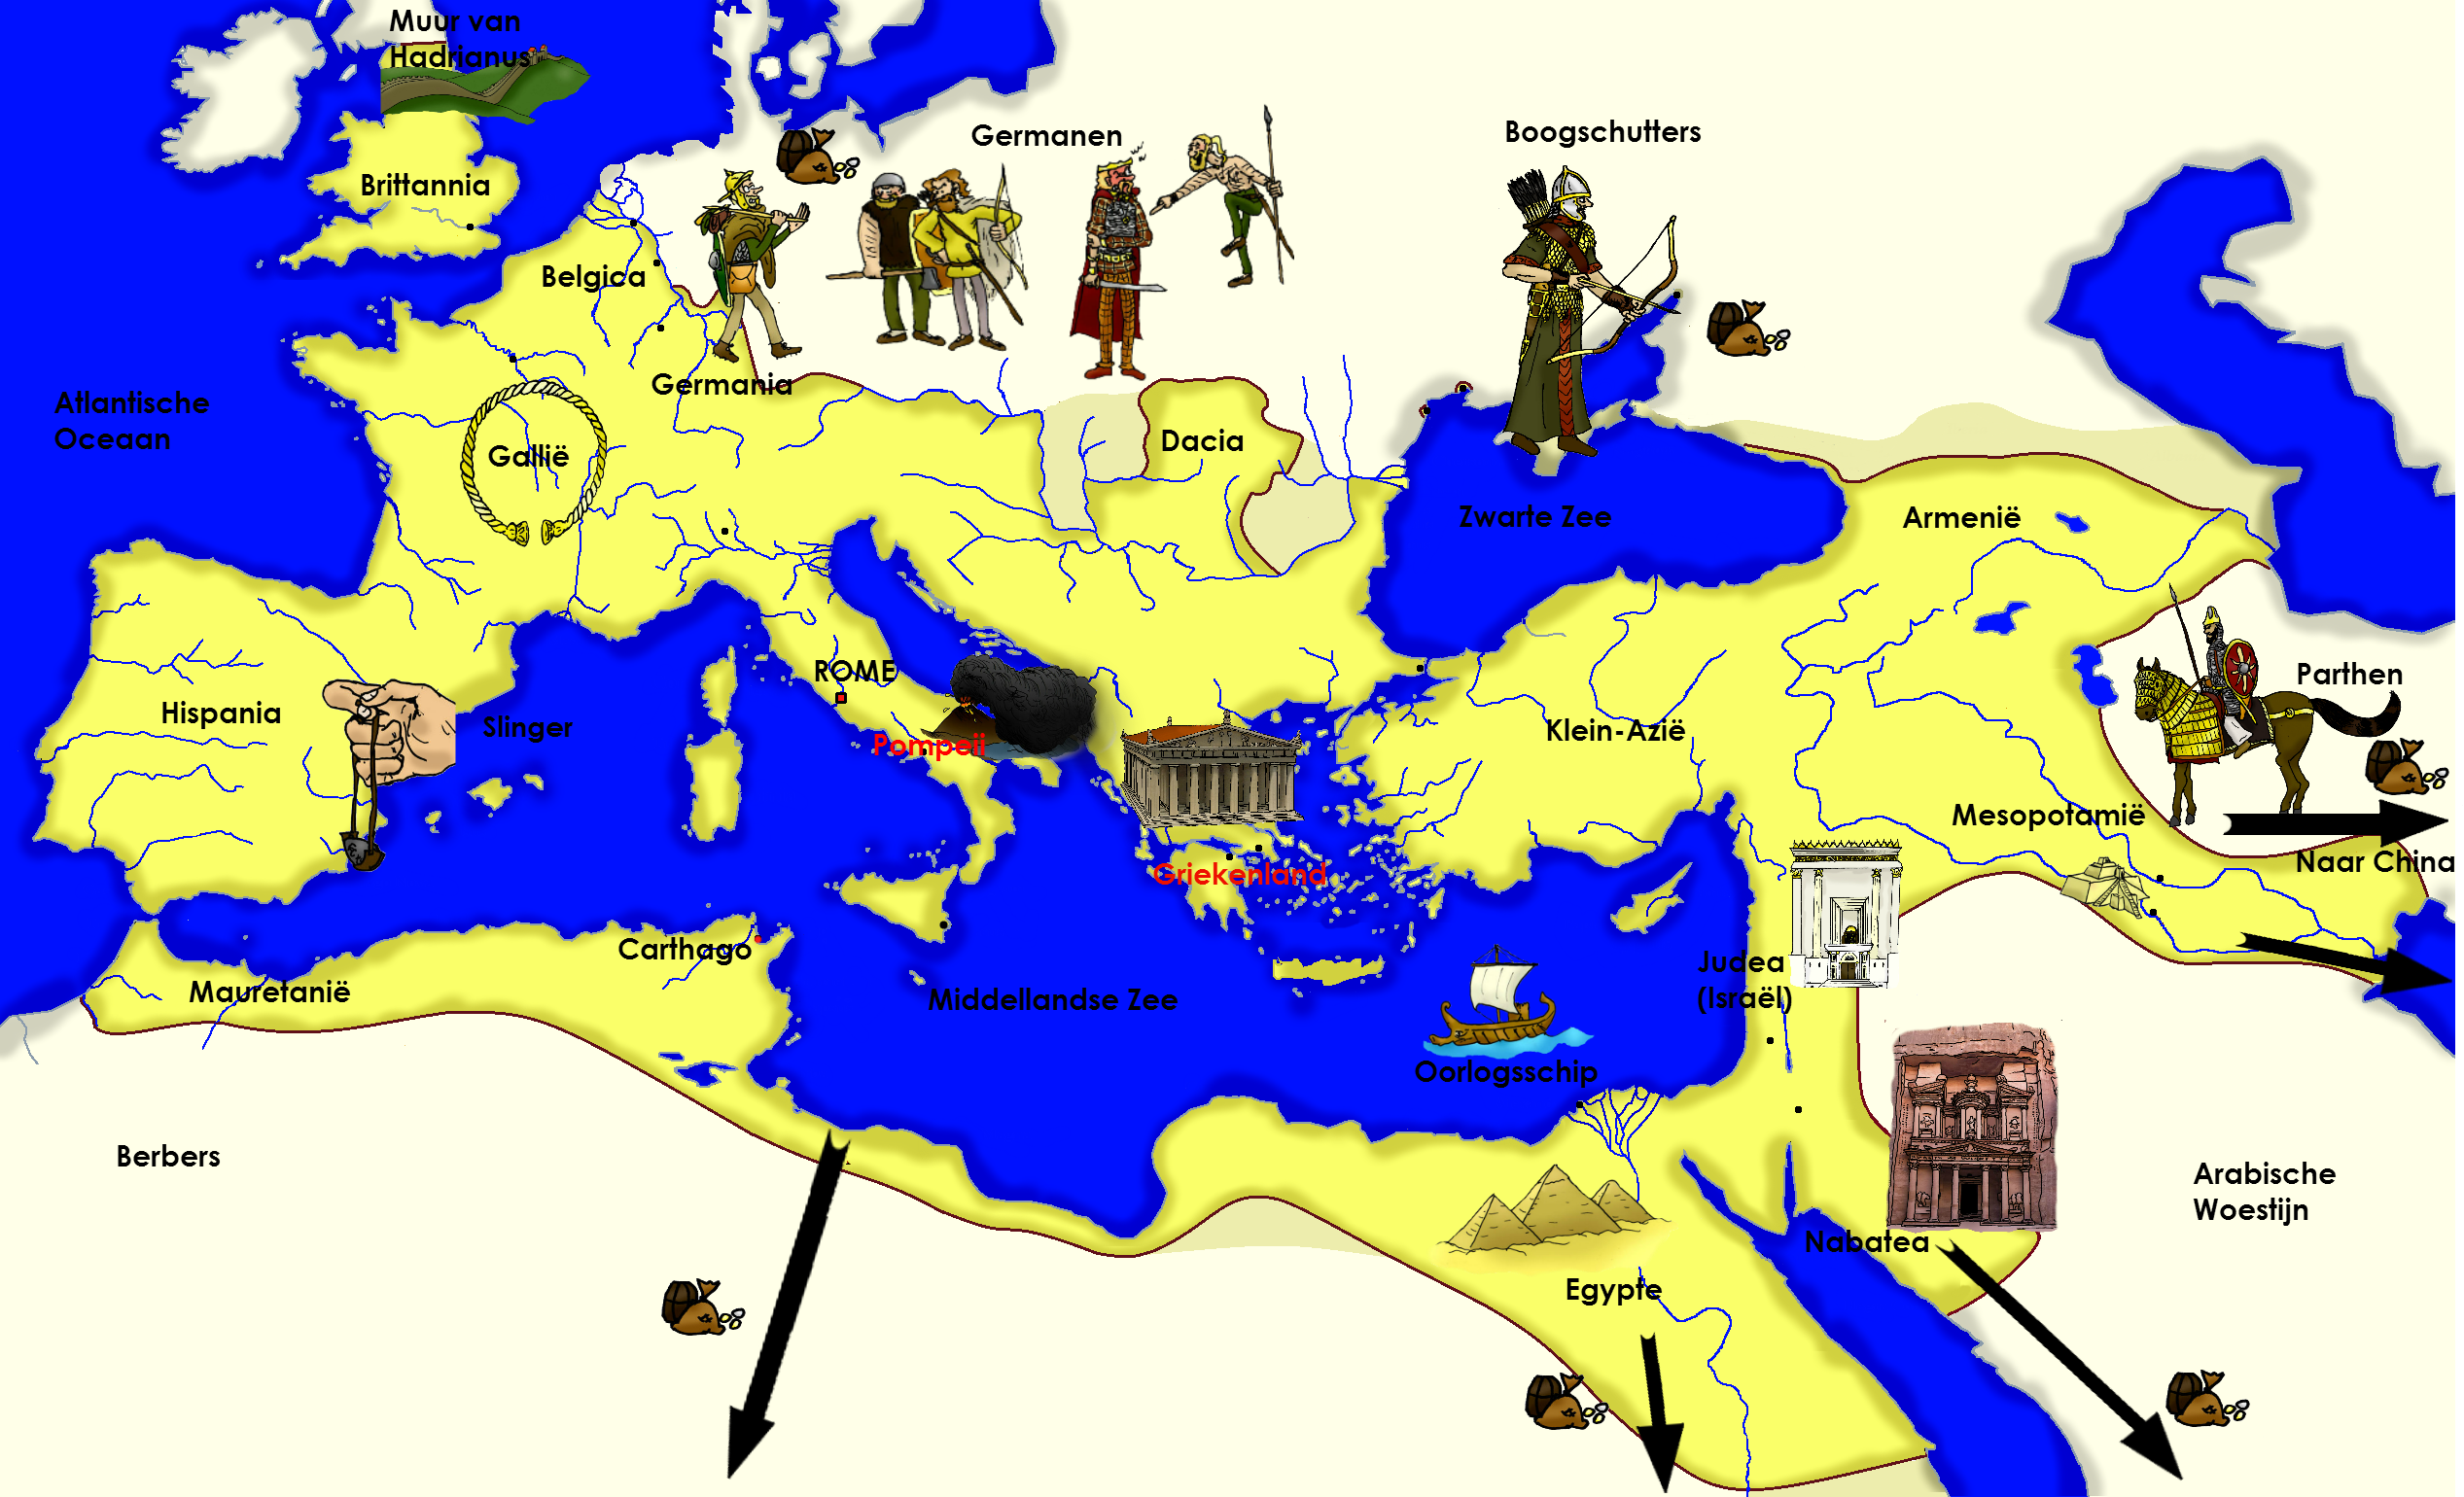 Muur van
Hadrianus
Germanen
Boogschutters
Brittannia
Belgica
Germania
Atlantische
Oceaan
Gallië
Dacia
Zwarte Zee
Armenië
ROME
Parthen
Hispania
Slinger
Pompeii
Klein-Azië
Mesopotamië
Naar China
Griekenland
Carthago
Judea
(Israël)
Mauretanië
Middellandse Zee
Oorlogsschip
Berbers
Arabische
Woestijn
Nabatea
Egypte